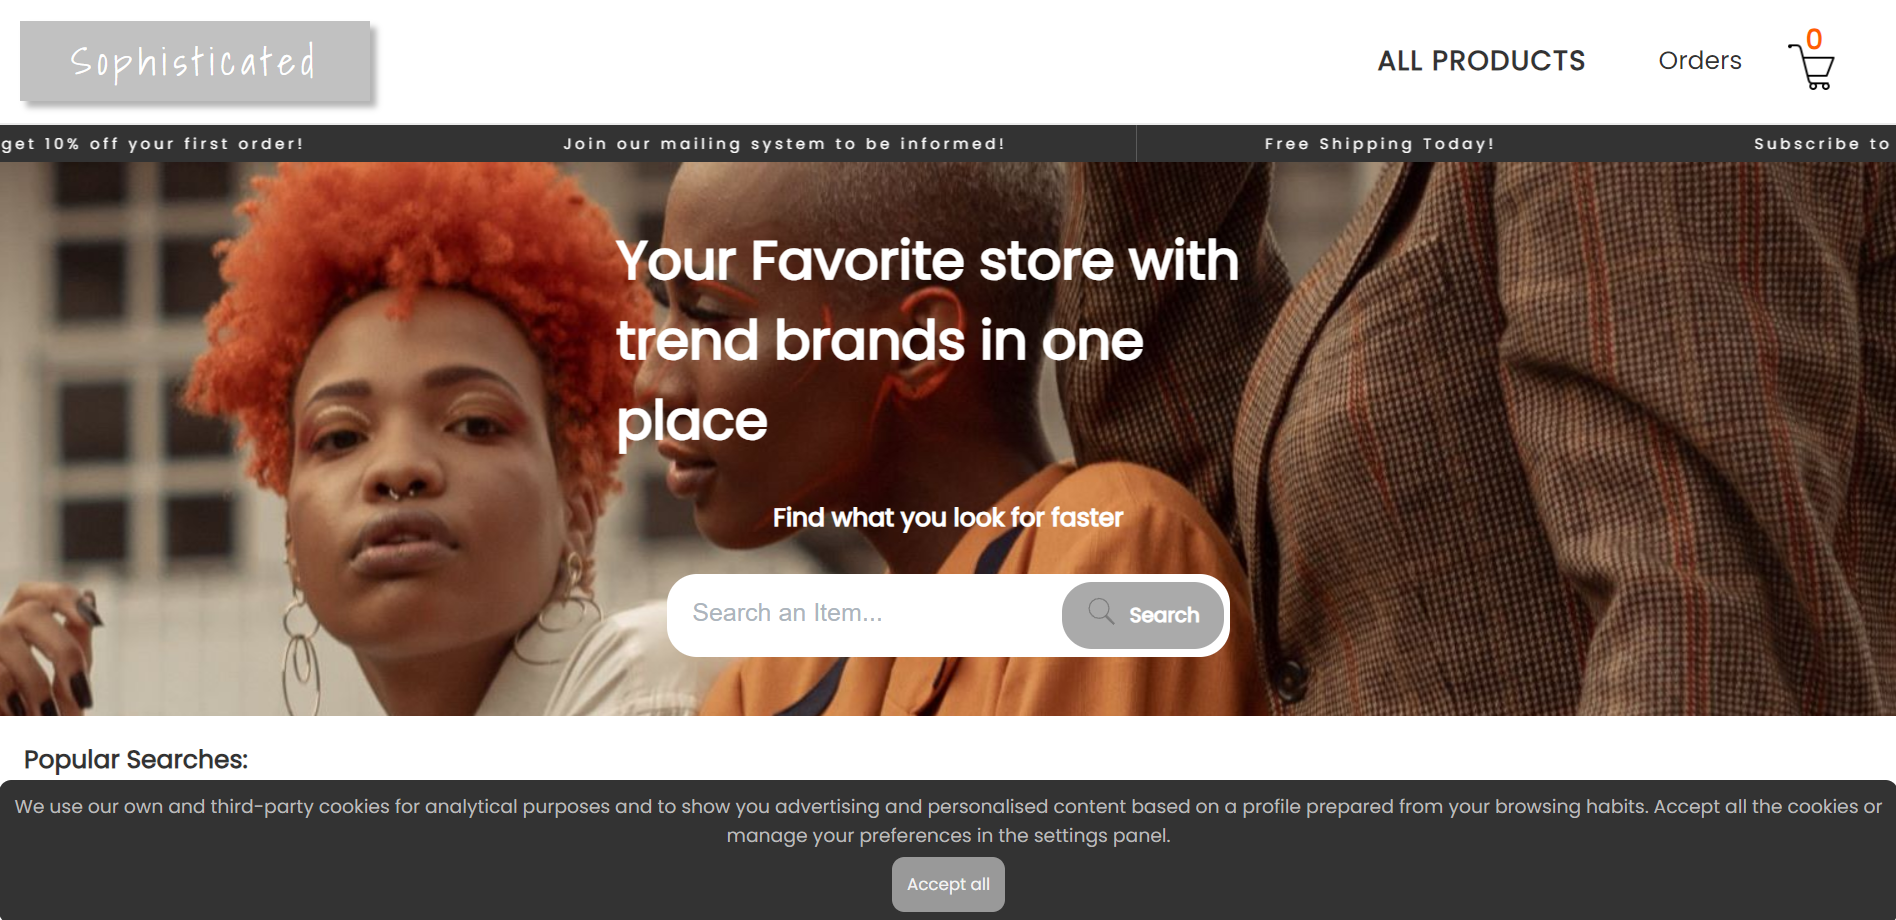 Sophisticated
ALL PRODUCTS
Orders
0
get 10% off your first order!
Join our mailing system to be informed!
Free Shipping Today!
Subscribe to
Your Favorite store with
trend brands in one
place
Find what you look for faster
Search an Item...
Search
Popular Searches:
We use our own and third-party cookies for analytical purposes and to show you advertising and personalised content based on a profile prepared from your browsing habits. Accept all the cookies or
manage your preferences in the settings panel.
Accept all